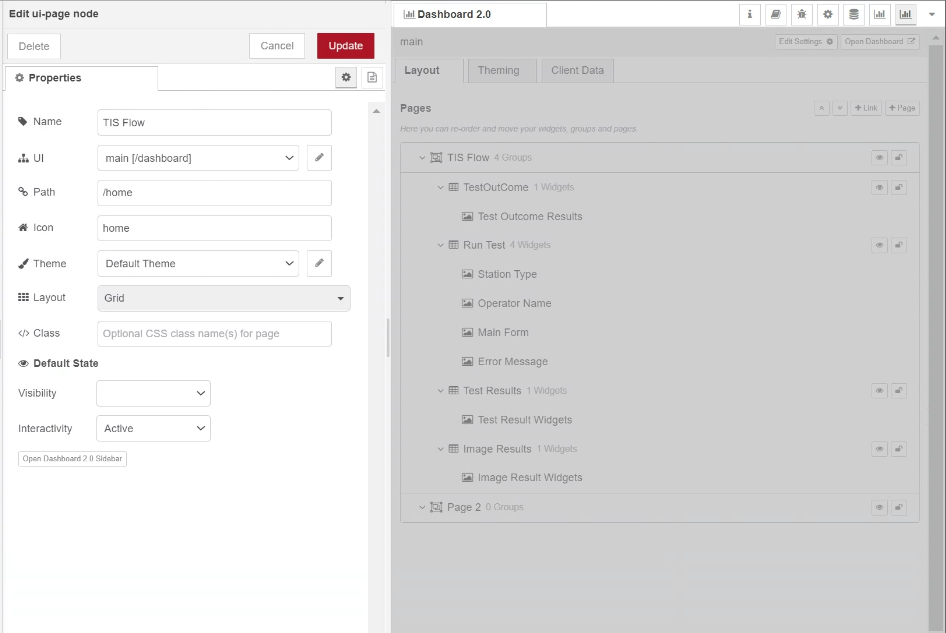 Edit ui-page node
Delete
Cancel
Update
Properties
Name
TIS Flow
UI
main [/dashboard]
Path
/home
Icon
home
Theme
Default Theme
Layout
Grid
</> Class
Optional CSS class name(s) for page
Default State
Visibility
Interactivity
Active
Open Dashboard 2.0 Sidebar
Dashboard 2.0
main
Edit Settings
Open Dashboard
Layout
Theming
Client Data
Pages
+ Link
+ Page
Here you can re-order and move your widgets, groups and pages.
TIS Flow 4 Groups
TestOutCome 1 Widgets
Test Outcome Results
Run Test 4 Widgets
Station Type
Operator Name
Main Form
Error Message
Test Results 1 Widgets
Test Result Widgets
Image Results 1 Widgets
Image Result Widgets
Page 2 0 Groups